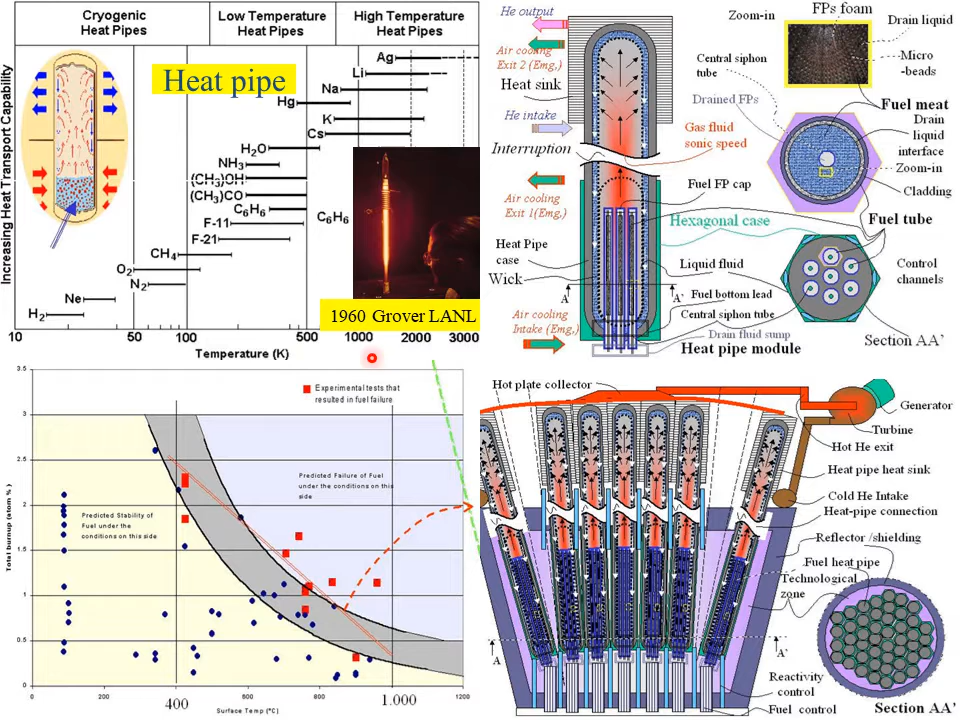 Cryogenic
Heat Pipes
Low Temperature
Heat Pipes
High Temperature
Heat Pipes
Increasing Heat Transport Capability
Heat pipe
Ag
Li
Na
Hg
K
Cs
H₂O
NH₃
(CH₃)OH
(CH₃)CO
C₆H₆
F-11
F-21
C₆H₆
CH₄
O₂
N₂
Ne
H₂
1960 Grover LANL
10
50
100
500
1000
2000
3000
Temperature (K)
He output
Air cooling
Exit 2 (Emg,)
Heat sink
He intake
Interruption
Air cooling
Exit 1(Emg,)
Heat Pipe
case
Wick
A
A'
Air cooling
Intake (Emg,)
Zoom-in
FPs foam
Drain liquid
Micro
-beads
Central siphon
tube
Drained FPs
Gas fluid
sonic speed
Fuel FP cap
Hexagonal case
Liquid fluid
Fuel bottom lead
Central siphon tube
Drain fluid sump
Heat pipe module
Fuel meat
Drain
liquid
interface
Zoom-in
Cladding
Fuel tube
Control
channels
Section AA'
3.5
3
2.5
2
1.5
1
0.5
0
Total burnup (atom %)
Experimental tests that
resulted in fuel failure
Predicted Failure of Fuel
under the conditions on this
side
Predicted Stability of
Fuel under the
conditions on this side
0
200
400
600
800
1.000
1200
Surface Temp (°C)
Hot plate collector
Generator
Turbine
Hot He exit
Heat pipe heat sink
Cold He Intake
Heat-pipe connection
Reflector /shielding
Fuel heat pipe
Technological
zone
A
A'
Reactivity
control
Fuel control
Section AA'